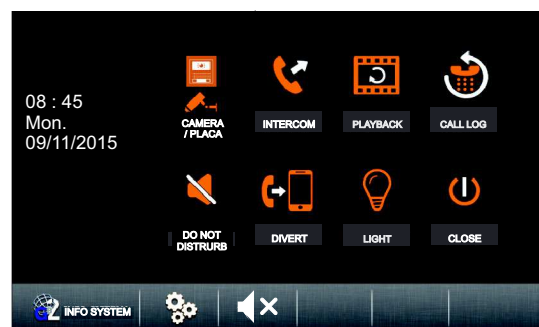 08 : 45
Mon.
09/11/2015
CAMERA
/ PLACA
INTERCOM
PLAYBACK
CALL LOG
DO NOT
DISTRURB
DIVERT
LIGHT
CLOSE
2 INFO SYSTEM